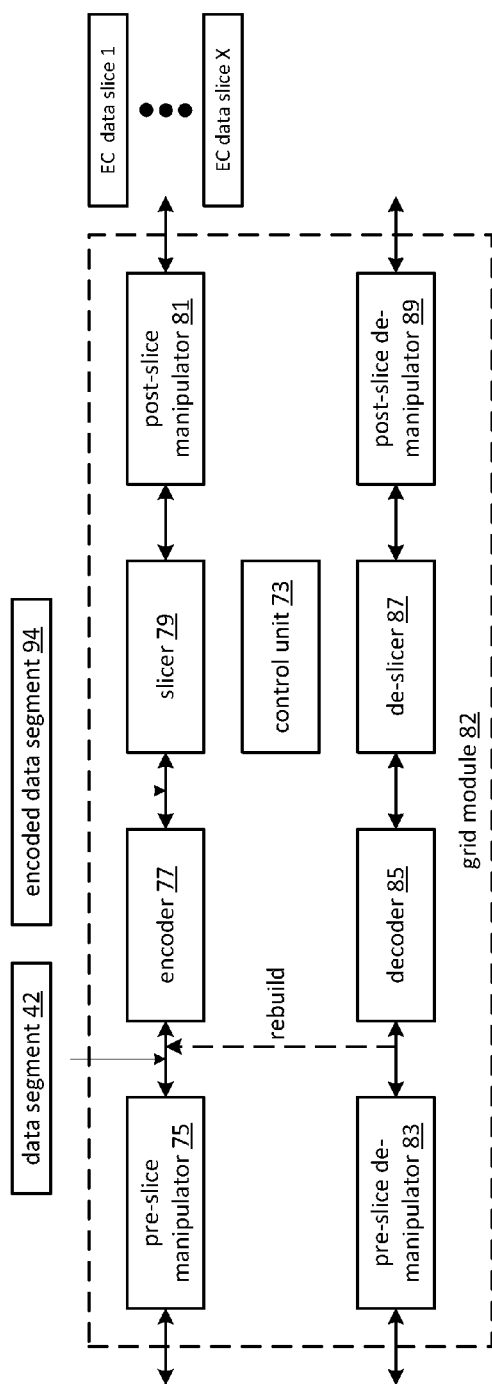 data segment 42
encoded data segment 94
EC data slice 1
EC data slice X
pre-slice
manipulator 75
encoder 77
slicer 79
post-slice
manipulator 81
rebuild
control unit 73
pre-slice de-
manipulator 83
decoder 85
de-slicer 87
post-slice de-
manipulator 89
grid module 82